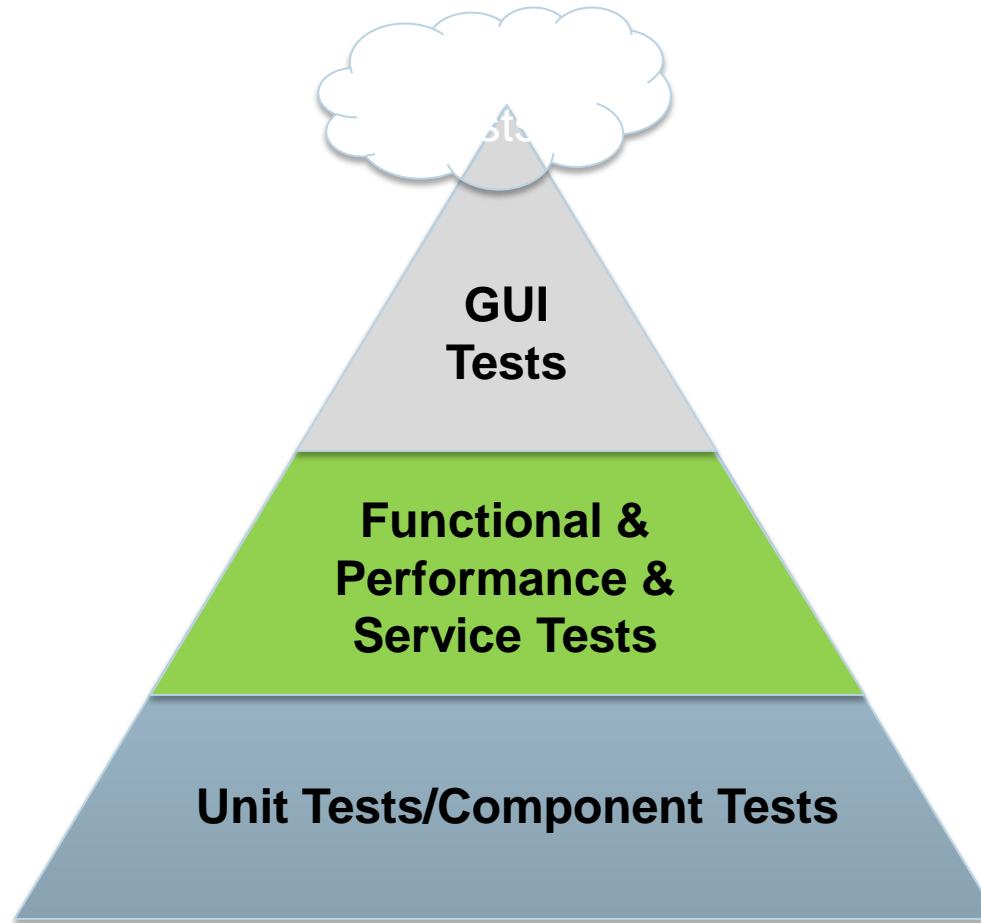 GUI
Tests
Functional &
Performance &
Service Tests
Unit Tests/Component Tests